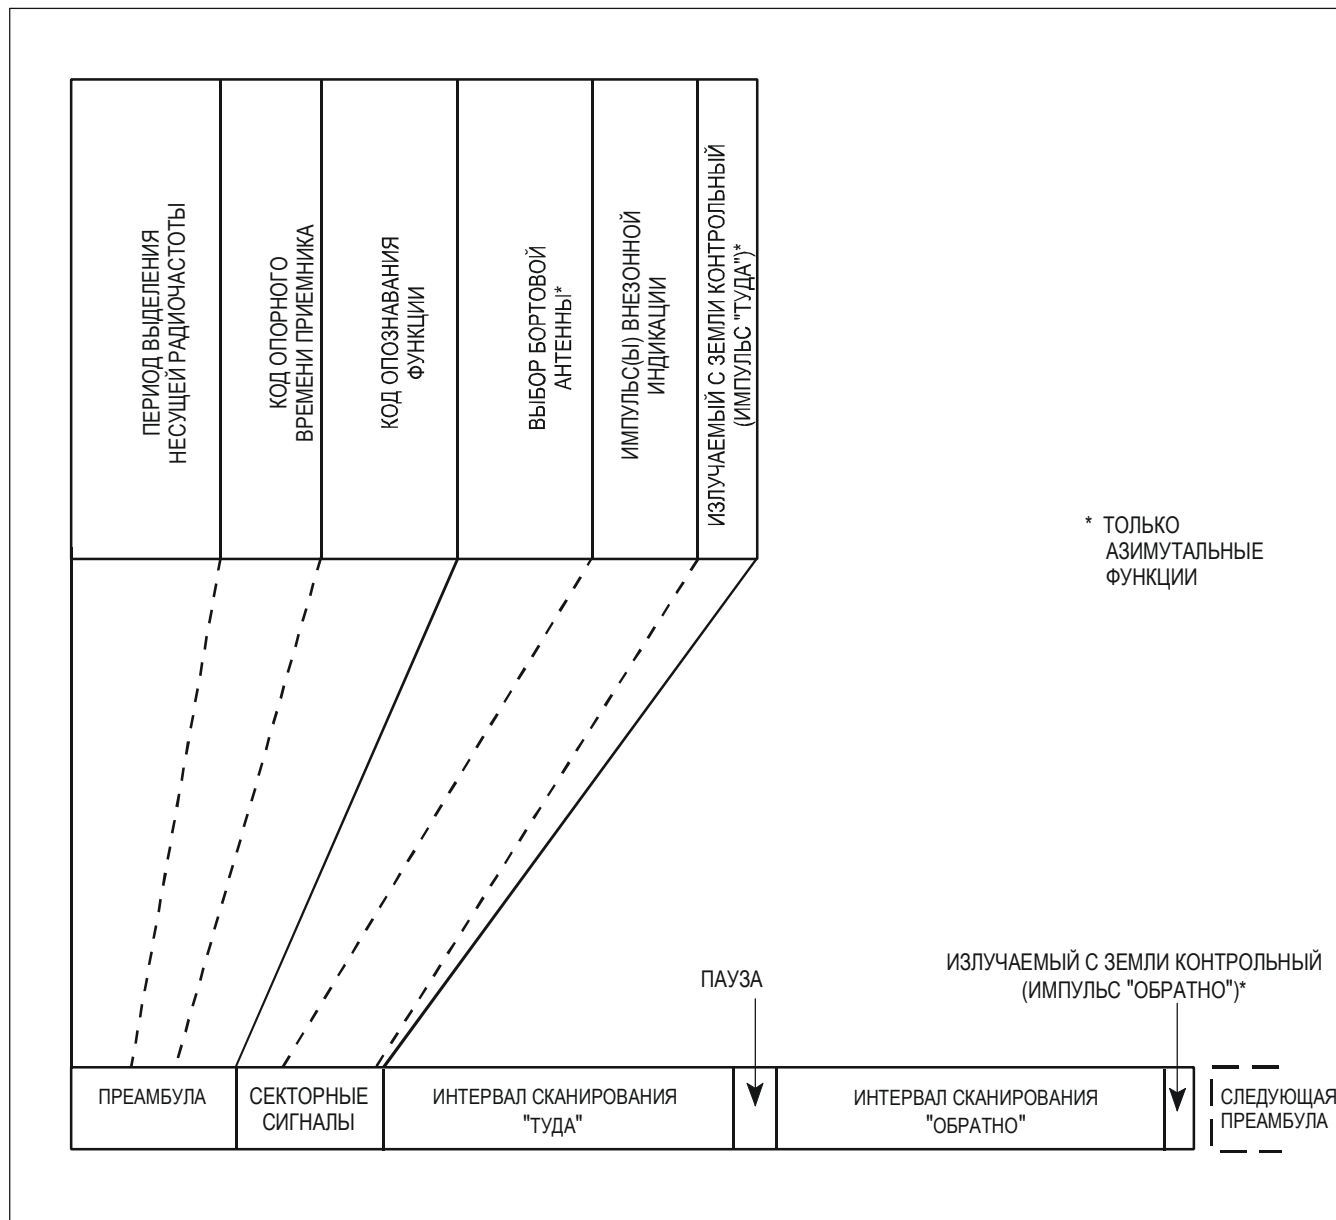 ПЕРИОД ВЫДЕЛЕНИЯ
НЕСУЩЕЙ РАДИОЧАСТОТЫ
КОД ОПОРНОГО
ВРЕМЕНИ ПРИЕМНИКА
КОД ОПОЗНАВАНИЯ
ФУНКЦИИ
ВЫБОР БОРТОВОЙ
АНТЕННЫ*
ИМПУЛЬС(Ы) ВНЕЗОННОЙ
ИНДИКАЦИИ
ИЗЛУЧАЕМЫЙ С ЗЕМЛИ КОНТРОЛЬНЫЙ
(ИМПУЛЬС "ТУДА")*
* ТОЛЬКО
АЗИМУТАЛЬНЫЕ
ФУНКЦИИ
ПАУЗА
ИЗЛУЧАЕМЫЙ С ЗЕМЛИ КОНТРОЛЬНЫЙ
(ИМПУЛЬС "ОБРАТНО")*
ПРЕАМБУЛА
СЕКТОРНЫЕ
СИГНАЛЫ
ИНТЕРВАЛ СКАНИРОВАНИЯ
"ТУДА"
ИНТЕРВАЛ СКАНИРОВАНИЯ
"ОБРАТНО"
СЛЕДУЮЩАЯ
ПРЕАМБУЛА